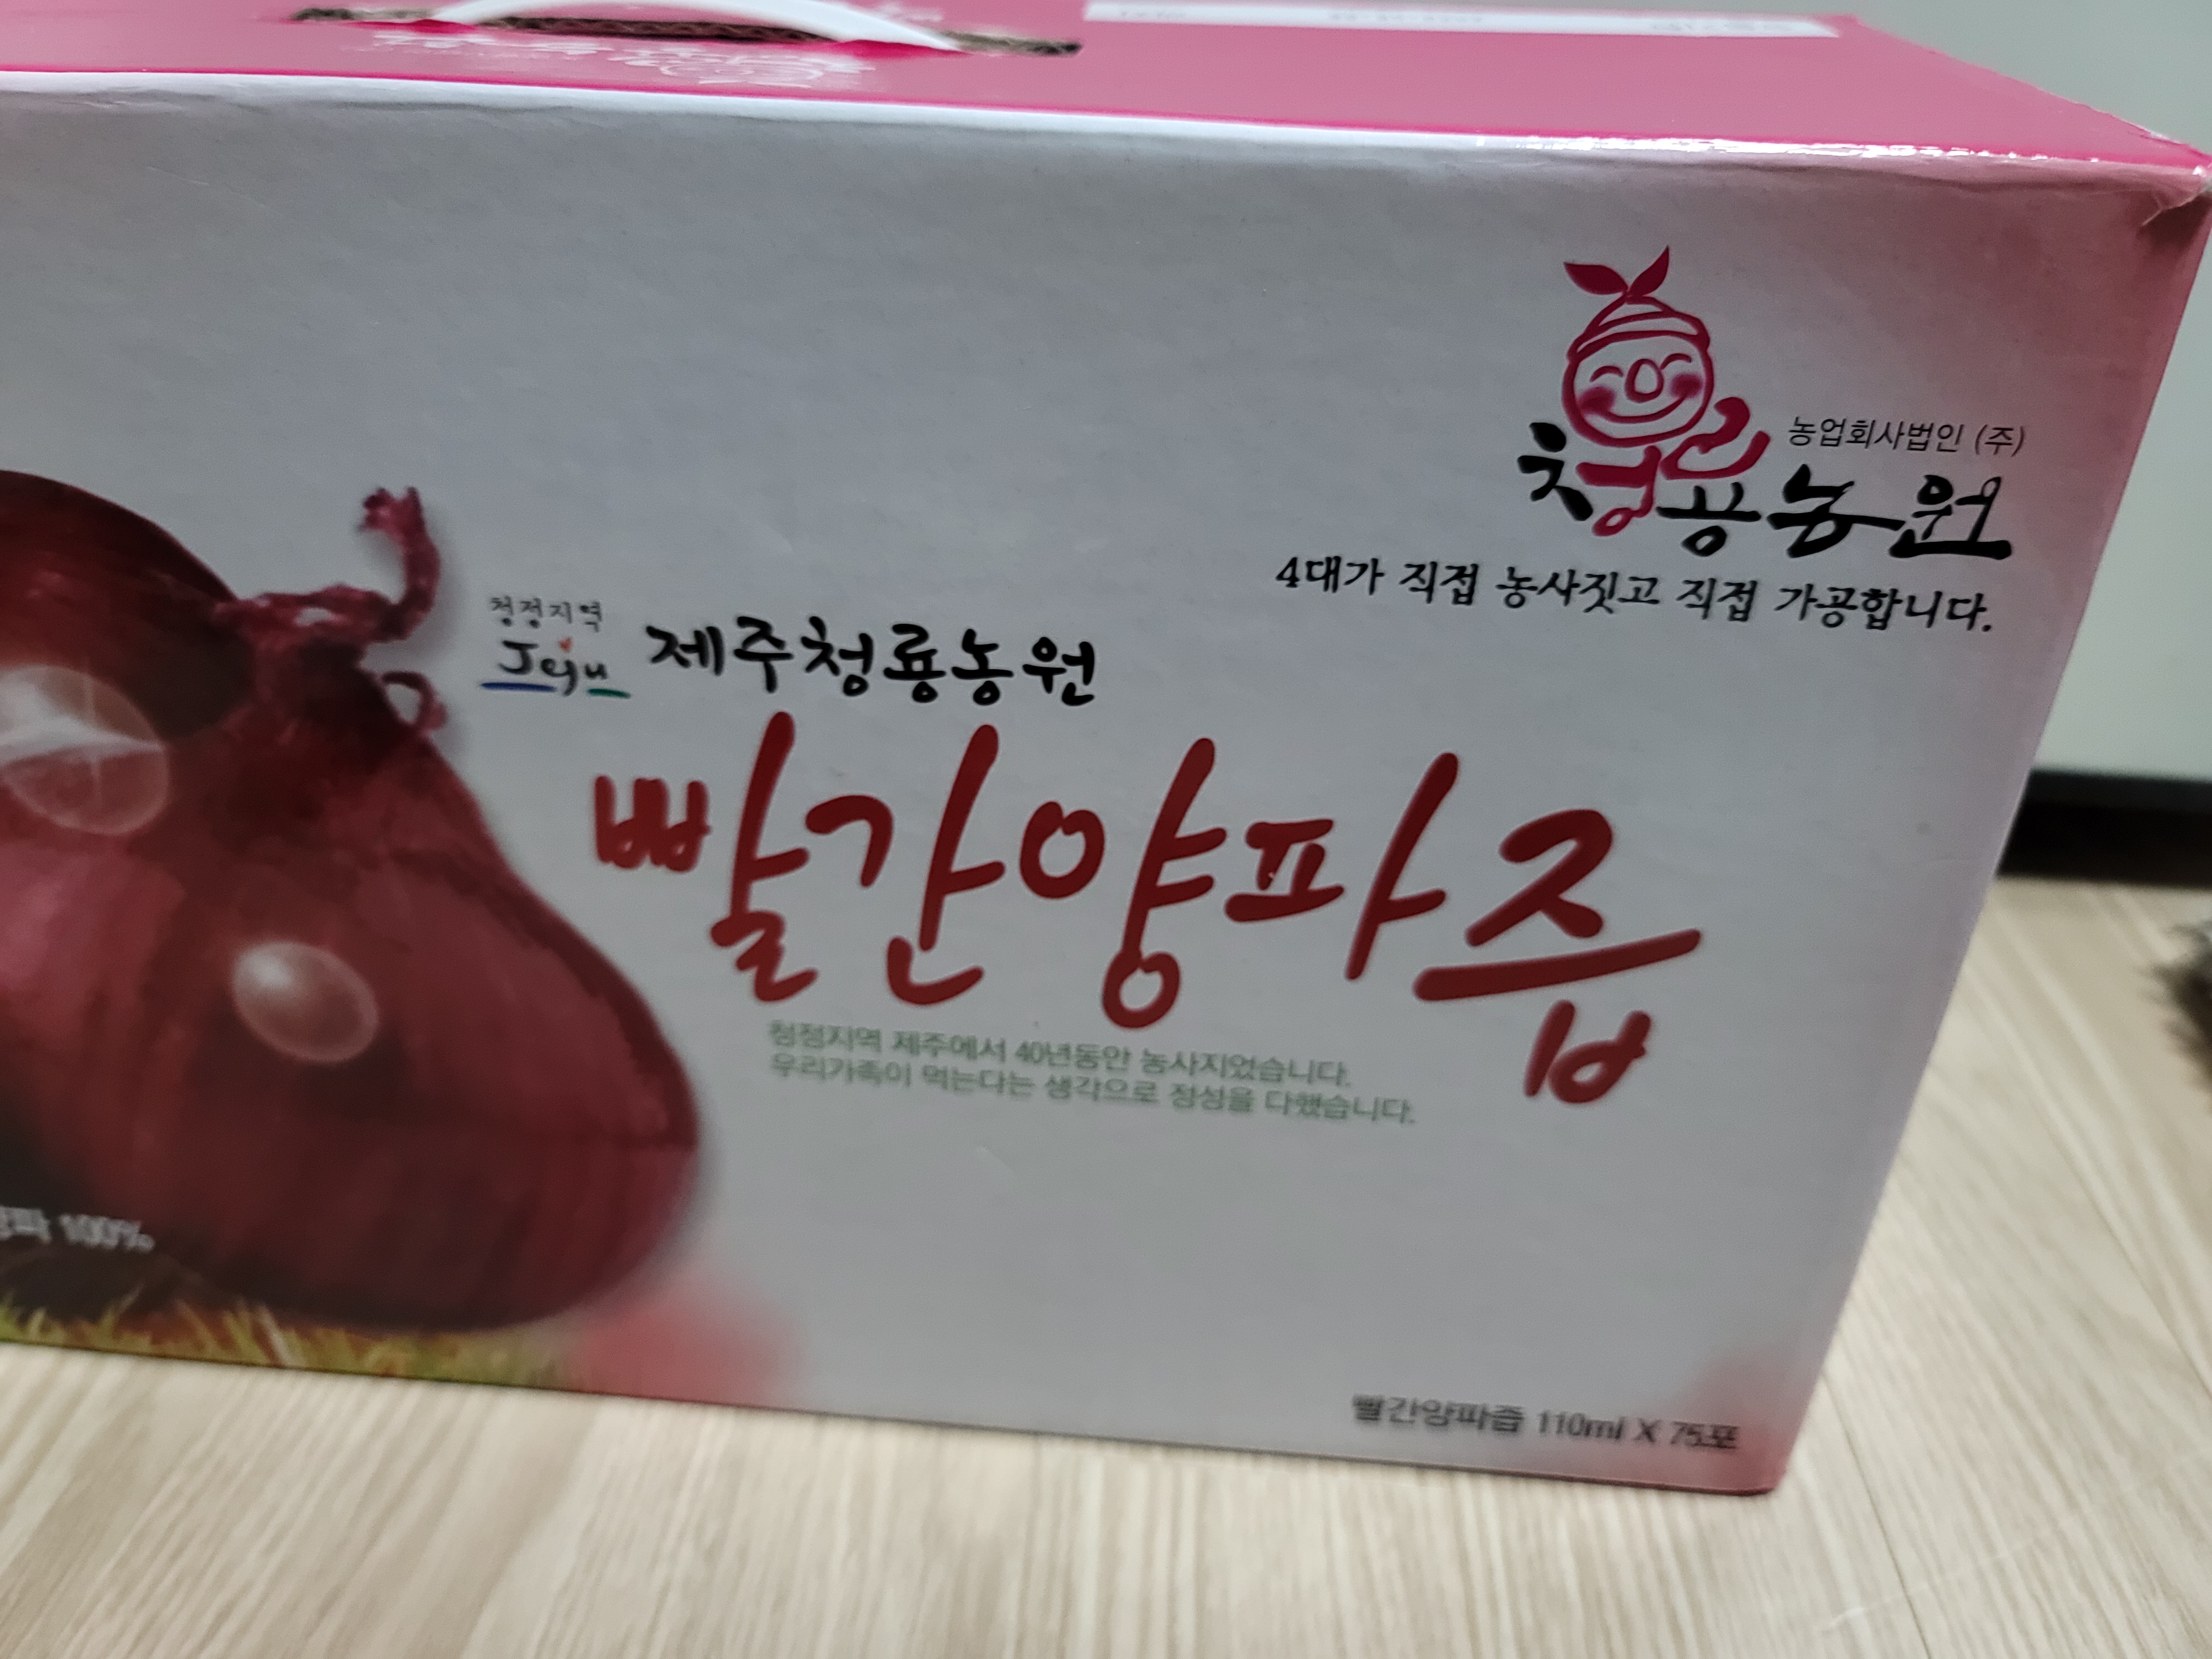 농업회사법인 (주)
청룡농원
4대가 직접 농사짓고 직접 가공합니다.
청정지역
Jeju 제주청룡농원
빨간양파즙
청정지역 제주에서 40년동안 농사지었습니다.
우리가족이 먹는다는 생각으로 정성을 다했습니다.
100%
빨간양파즙 110ml X 75포